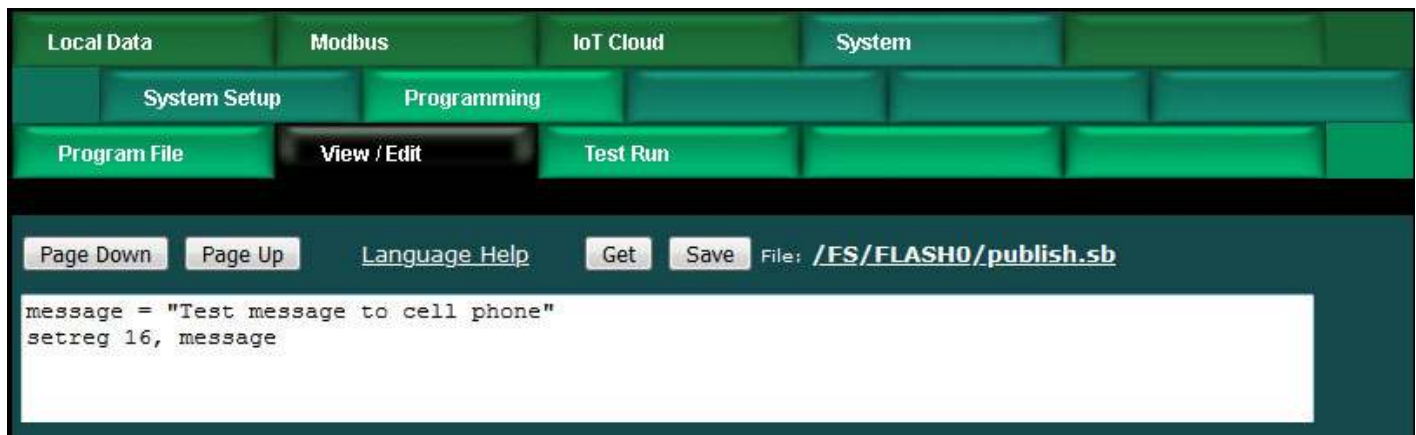 Local Data Modbus IoT Cloud System
System Setup Programming
Program File View / Edit Test Run
Page Down Page Up Language Help Get Save File: /FS/FLASH0/publish.sb
message = "Test message to cell phone"
setreg 16, message